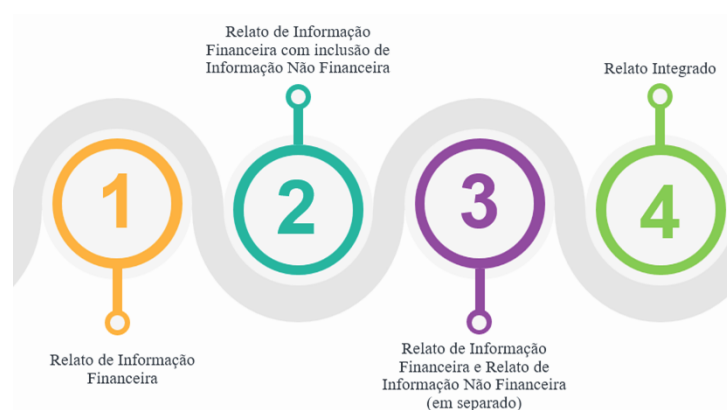 Relato de Informação
Financeira com inclusão de
Informação Não Financeira
Relato Integrado
1
2
3
4
Relato de Informação
Financeira
Relato de Informação
Financeira e Relato de
Informação Não Financeira
(em separado)